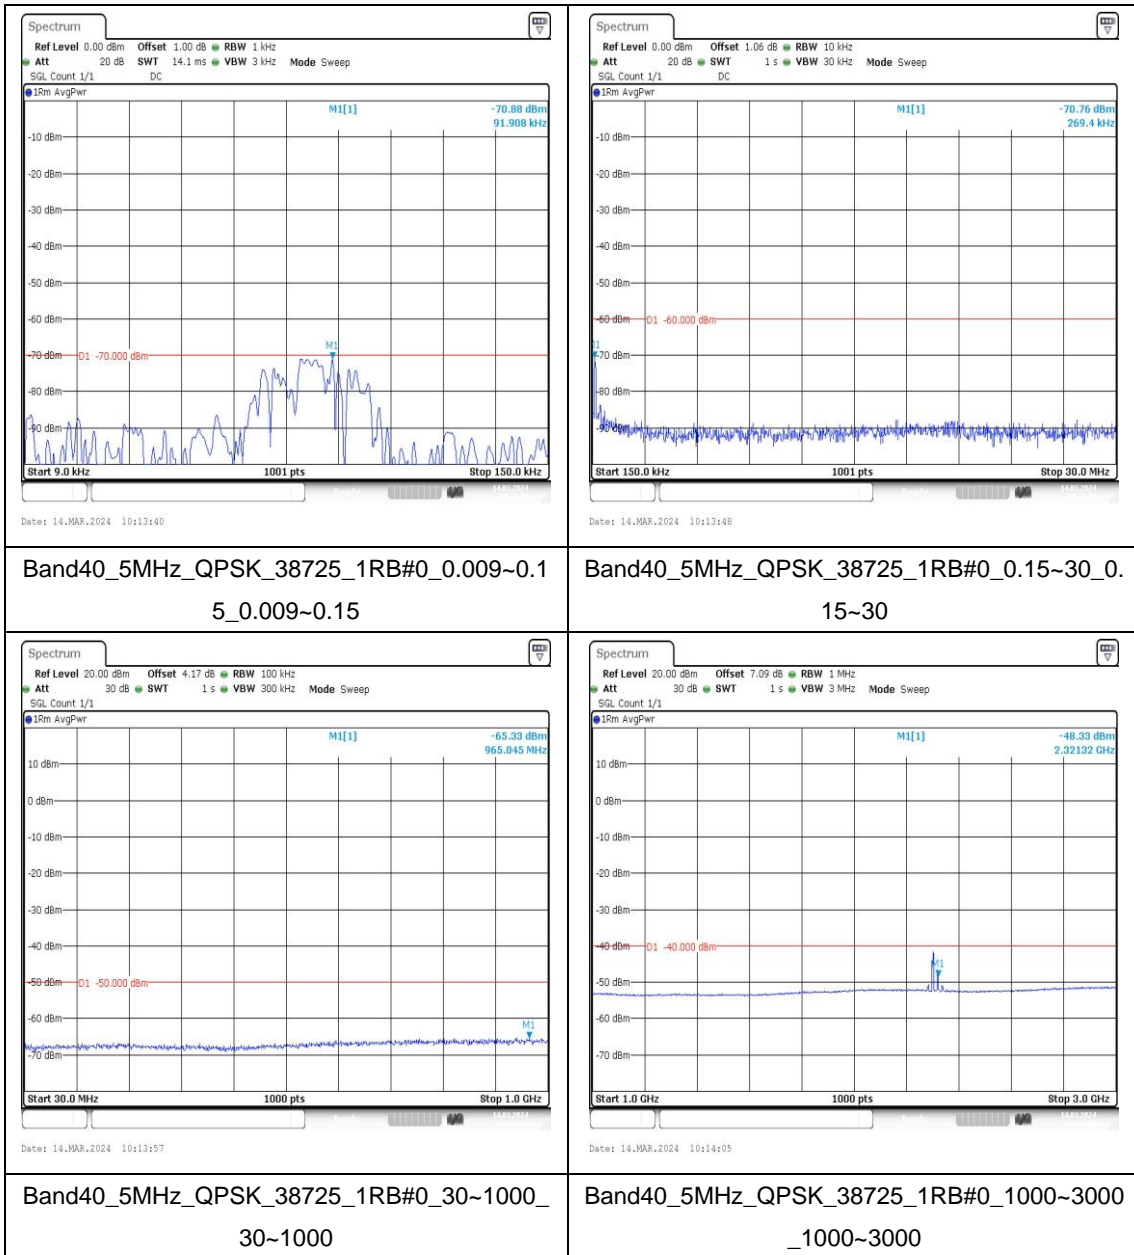 Spectrum
Ref Level 0.00 dBm Offset 1.00 dB RBW 1 kHz
Att 20 dB SWT 14.1 ms VBW 3 kHz Mode Sweep
SGL Count 1/1 DC
1Rm AvgPwr
M1[1] -70.88 dBm
91.908 kHz
-10 dBm
-20 dBm
-30 dBm
-40 dBm
-50 dBm
-60 dBm
M1
-70 dBm D1 -70.000 dBm
-80 dBm
-90 dBm
Start 9.0 kHz 1001 pts Stop 150.0 kHz
Date: 14.MAR.2024 10:13:40
Spectrum
Ref Level 0.00 dBm Offset 1.06 dB RBW 10 kHz
Att 20 dB SWT 1 s VBW 30 kHz Mode Sweep
SGL Count 1/1 DC
1Rm AvgPwr
M1[1] -70.76 dBm
269.4 kHz
-10 dBm
-20 dBm
-30 dBm
-40 dBm
-50 dBm
-60 dBm D1 -60.000 dBm
-70 dBm
-80 dBm
-90 dBm
Start 150.0 kHz 1001 pts Stop 30.0 MHz
Date: 14.MAR.2024 10:13:48
Band40_5MHz_QPSK_38725_1RB#0_0.009~0.1
5_0.009~0.15
Band40_5MHz_QPSK_38725_1RB#0_0.15~30_0.
15~30
Spectrum
Ref Level 20.00 dBm Offset 4.17 dB RBW 100 kHz
Att 30 dB SWT 1 s VBW 300 kHz Mode Sweep
SGL Count 1/1
1Rm AvgPwr
M1[1] -65.33 dBm
965.045 MHz
10 dBm
0 dBm
-10 dBm
-20 dBm
-30 dBm
-40 dBm
-50 dBm D1 -50.000 dBm
-60 dBm
M1
-70 dBm
Start 30.0 MHz 1000 pts Stop 1.0 GHz
Date: 14.MAR.2024 10:13:57
Spectrum
Ref Level 20.00 dBm Offset 7.09 dB RBW 1 MHz
Att 30 dB SWT 1 s VBW 3 MHz Mode Sweep
SGL Count 1/1
1Rm AvgPwr
M1[1] -48.33 dBm
2.32132 GHz
10 dBm
0 dBm
-10 dBm
-20 dBm
-30 dBm
-40 dBm D1 -40.000 dBm
M1
-50 dBm
-60 dBm
-70 dBm
Start 1.0 GHz 1000 pts Stop 3.0 GHz
Date: 14.MAR.2024 10:14:05
Band40_5MHz_QPSK_38725_1RB#0_30~1000_
30~1000
Band40_5MHz_QPSK_38725_1RB#0_1000~3000
_1000~3000